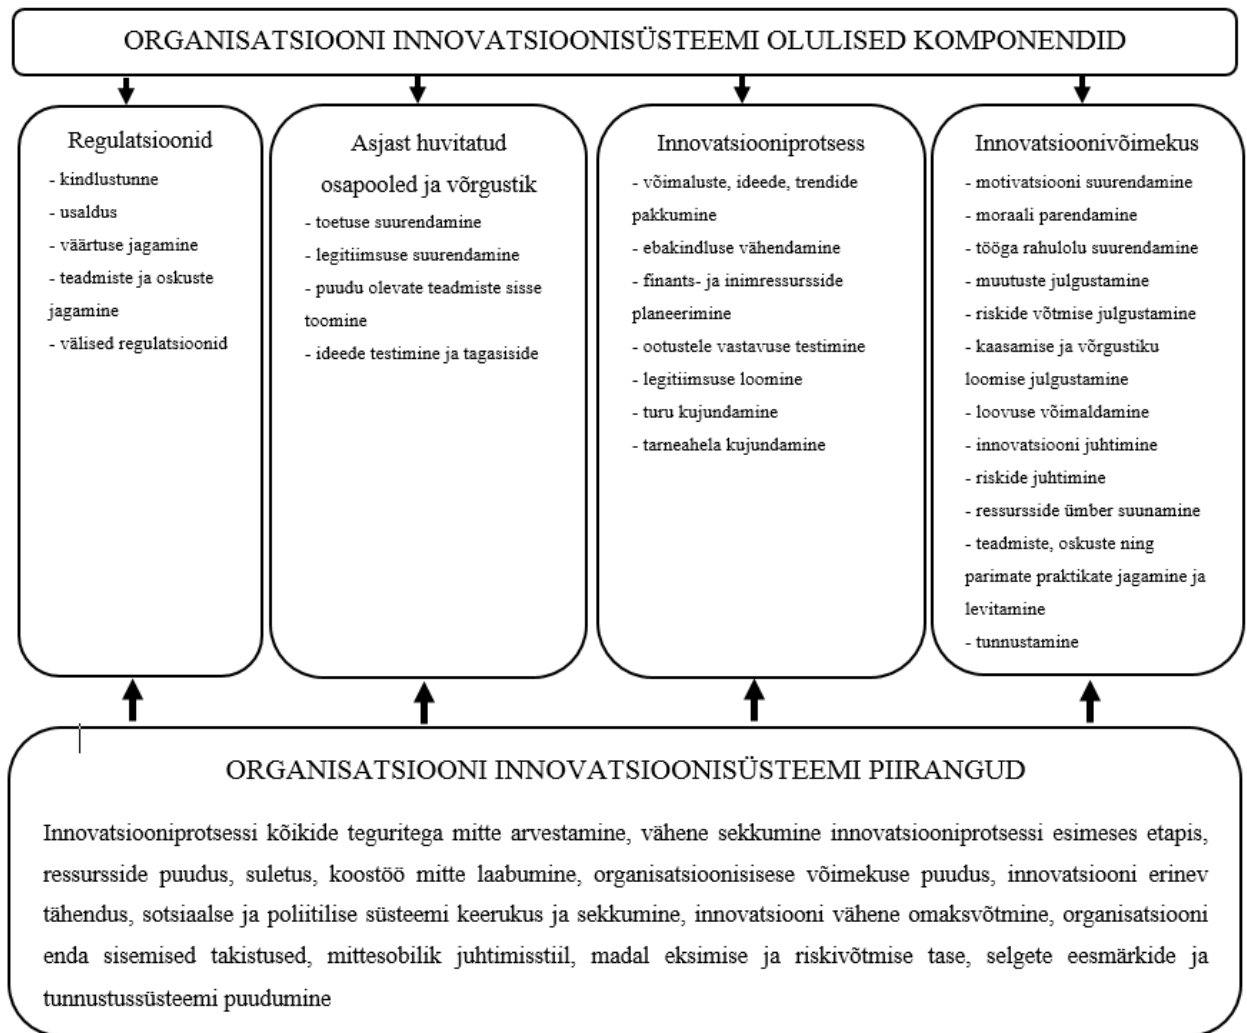 ORGANISATSIOONI INNOVATSIOONISÜSTEEMI OLULISED KOMPONENDID
Regulatsioonid
- kindlustunne
- usaldus
- väärtuse jagamine
- teadmiste ja oskuste
jagamine
- välised regulatsioonid
Asjast huvitatud
osapooled ja võrgustik
- toetuse suurendamine
- legitiimsuse suurendamine
- puudu olevate teadmiste sisse
toomine
- ideede testimine ja tagasiside
Innovatsiooniprotsess
- võimaluste, ideede, trendide
pakkumine
- ebakindluse vähendamine
- finants- ja inimressursside
planeerimine
- ootustele vastavuse testimine
- legitiimsuse loomine
- turu kujundamine
- tarneahela kujundamine
Innovatsioonivõimekus
- motivatsiooni suurendamine
- moraali parendamine
- tööga rahulolu suurendamine
- muutuste julgustamine
- riskide võtmise julgustamine
- kaasamise ja võrgustiku
loomise julgustamine
- loovuse võimaldamine
- innovatsiooni juhtimine
- riskide juhtimine
- ressursside ümber suunamine
- teadmiste, oskuste ning
parimate praktikate jagamine ja
levitamine
- tunnustamine
ORGANISATSIOONI INNOVATSIOONISÜSTEEMI PIIRANGUD
Innovatsiooniprotsessi kõikide teguritega mitte arvestamine, vähene sekkumine innovatsiooniprotsessi esimeses etapis,
ressursside puudus, suletus, koostöö mitte laabumine, organisatsioonisisese võimekuse puudus, innovatsiooni erinev
tähendus, sotsiaalse ja poliitilise süsteemi keerukus ja sekkumine, innovatsiooni vähene omaksvõtmine, organisatsiooni
enda sisemised takistused, mittesobilik juhtimisstiil, madal eksimise ja riskivõtmise tase, selgete eesmärkide ja
tunnustussüsteemi puudumine